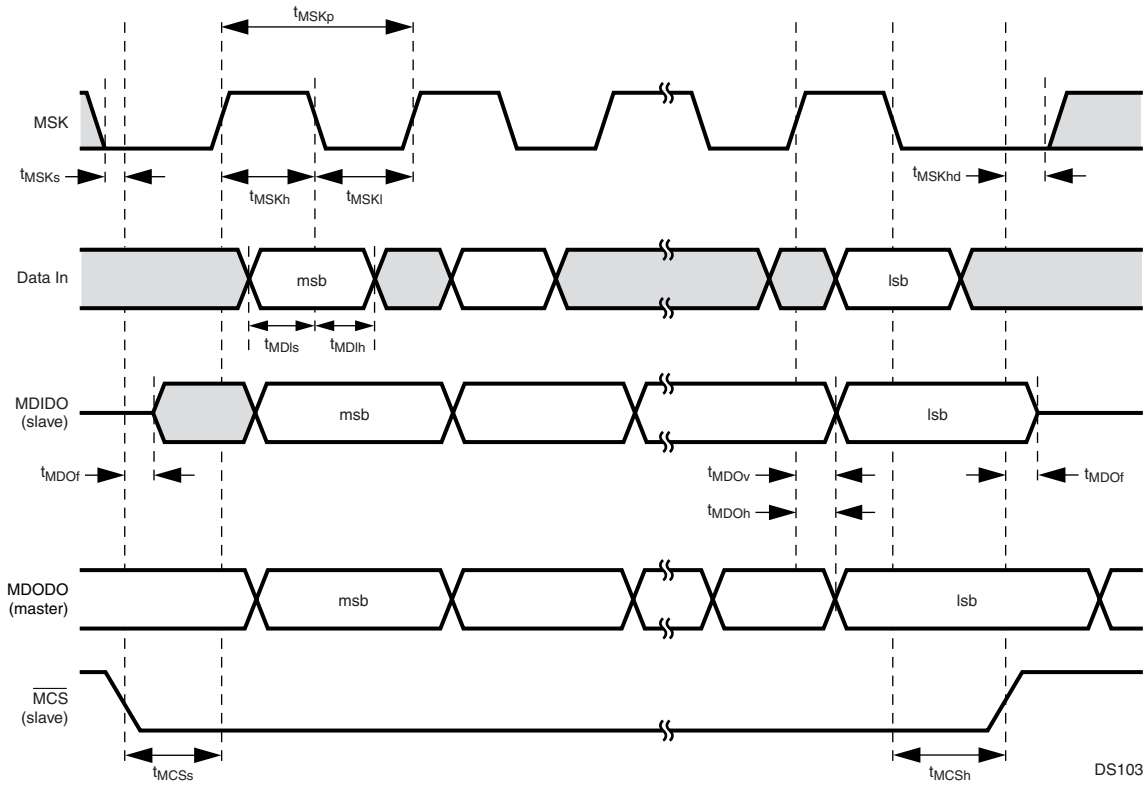 tMSKp
MSK
tMSKs
tMSKh
tMSKl
tMSKhd
Data In
msb
lsb
tMDIs
tMDIh
MDIDO
(slave)
msb
lsb
tMDOf
tMDOv
tMDOf
tMDOh
MDODO
(master)
msb
lsb
MCS
(slave)
tMCSs
tMCSh
DS103